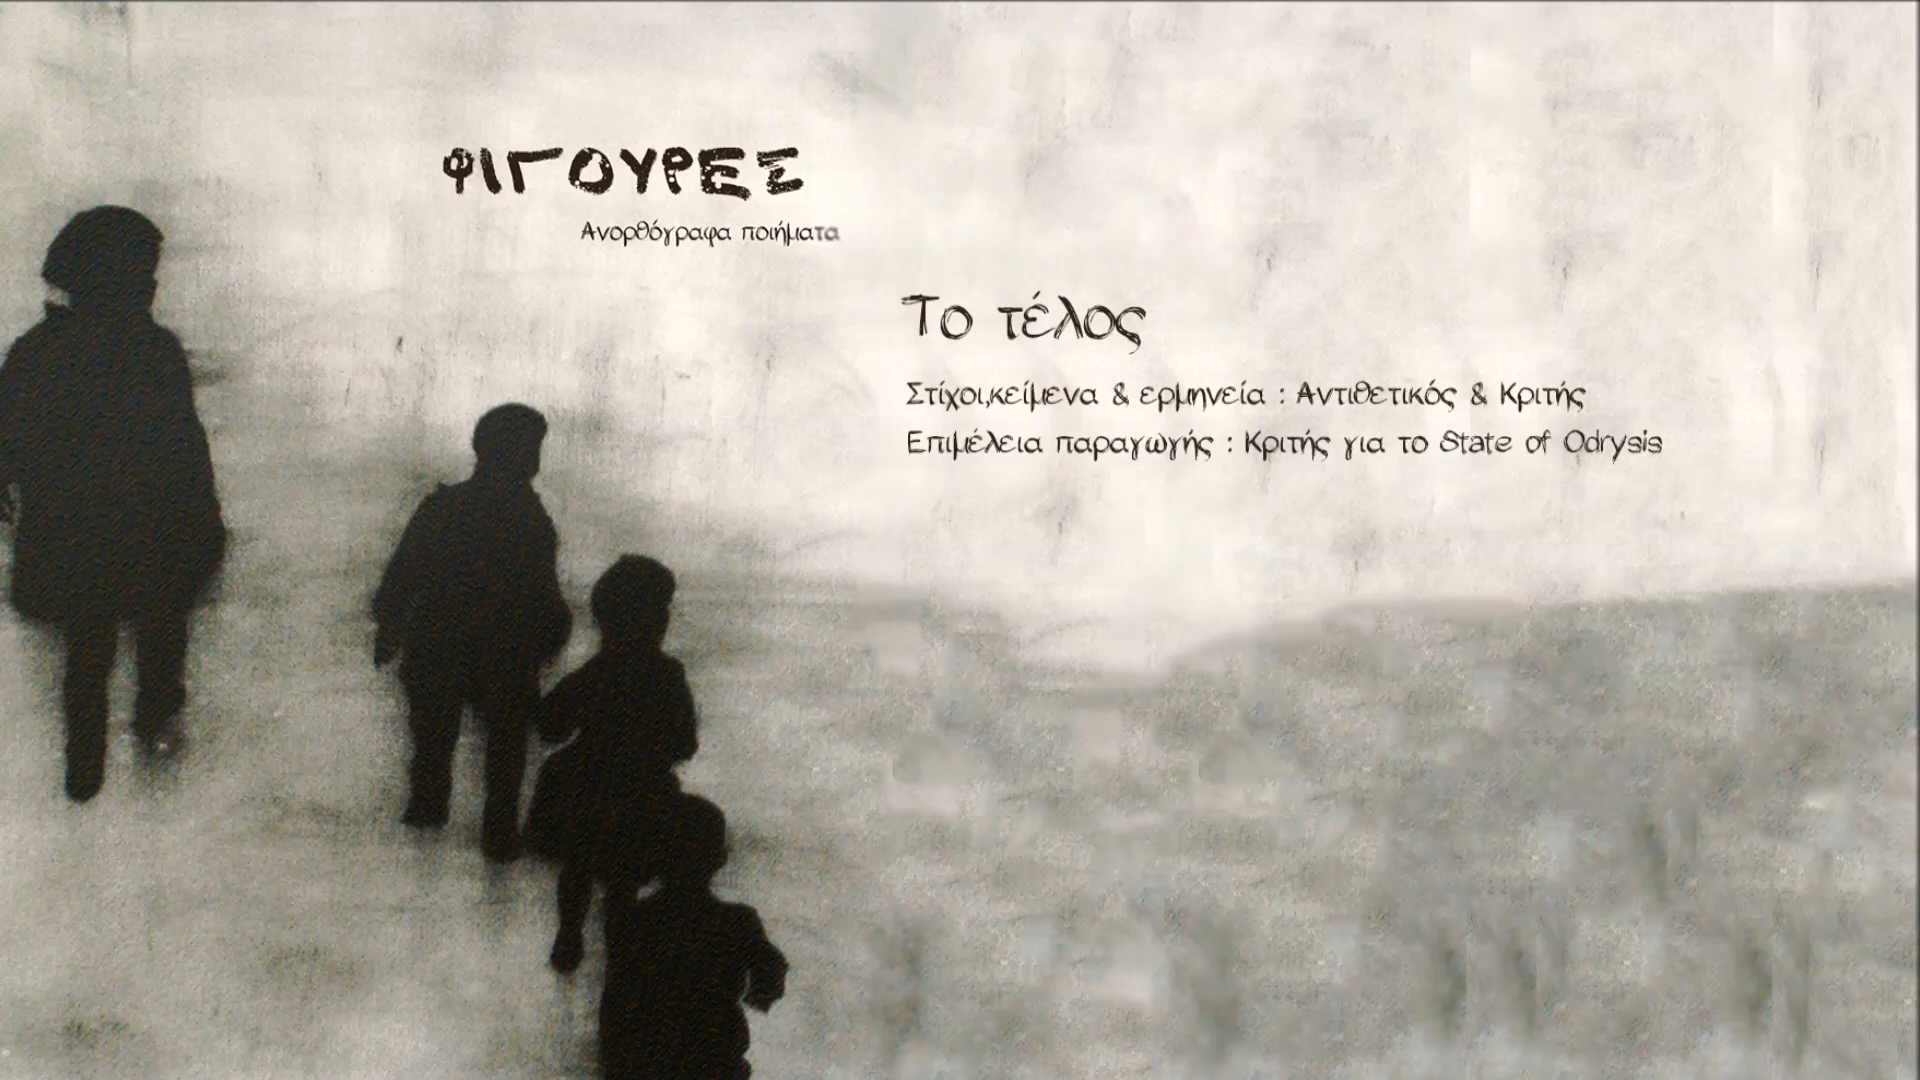 ΦΙΓΟΥΡΕΣ
Ανορθόγραφα ποιήματα
Το τέλος
Στίχοι,κείμενα & ερμηνεία : Αντιθετικός & Κριτής
Επιμέλεια παραγωγής : Κριτής για το State of Odrysis